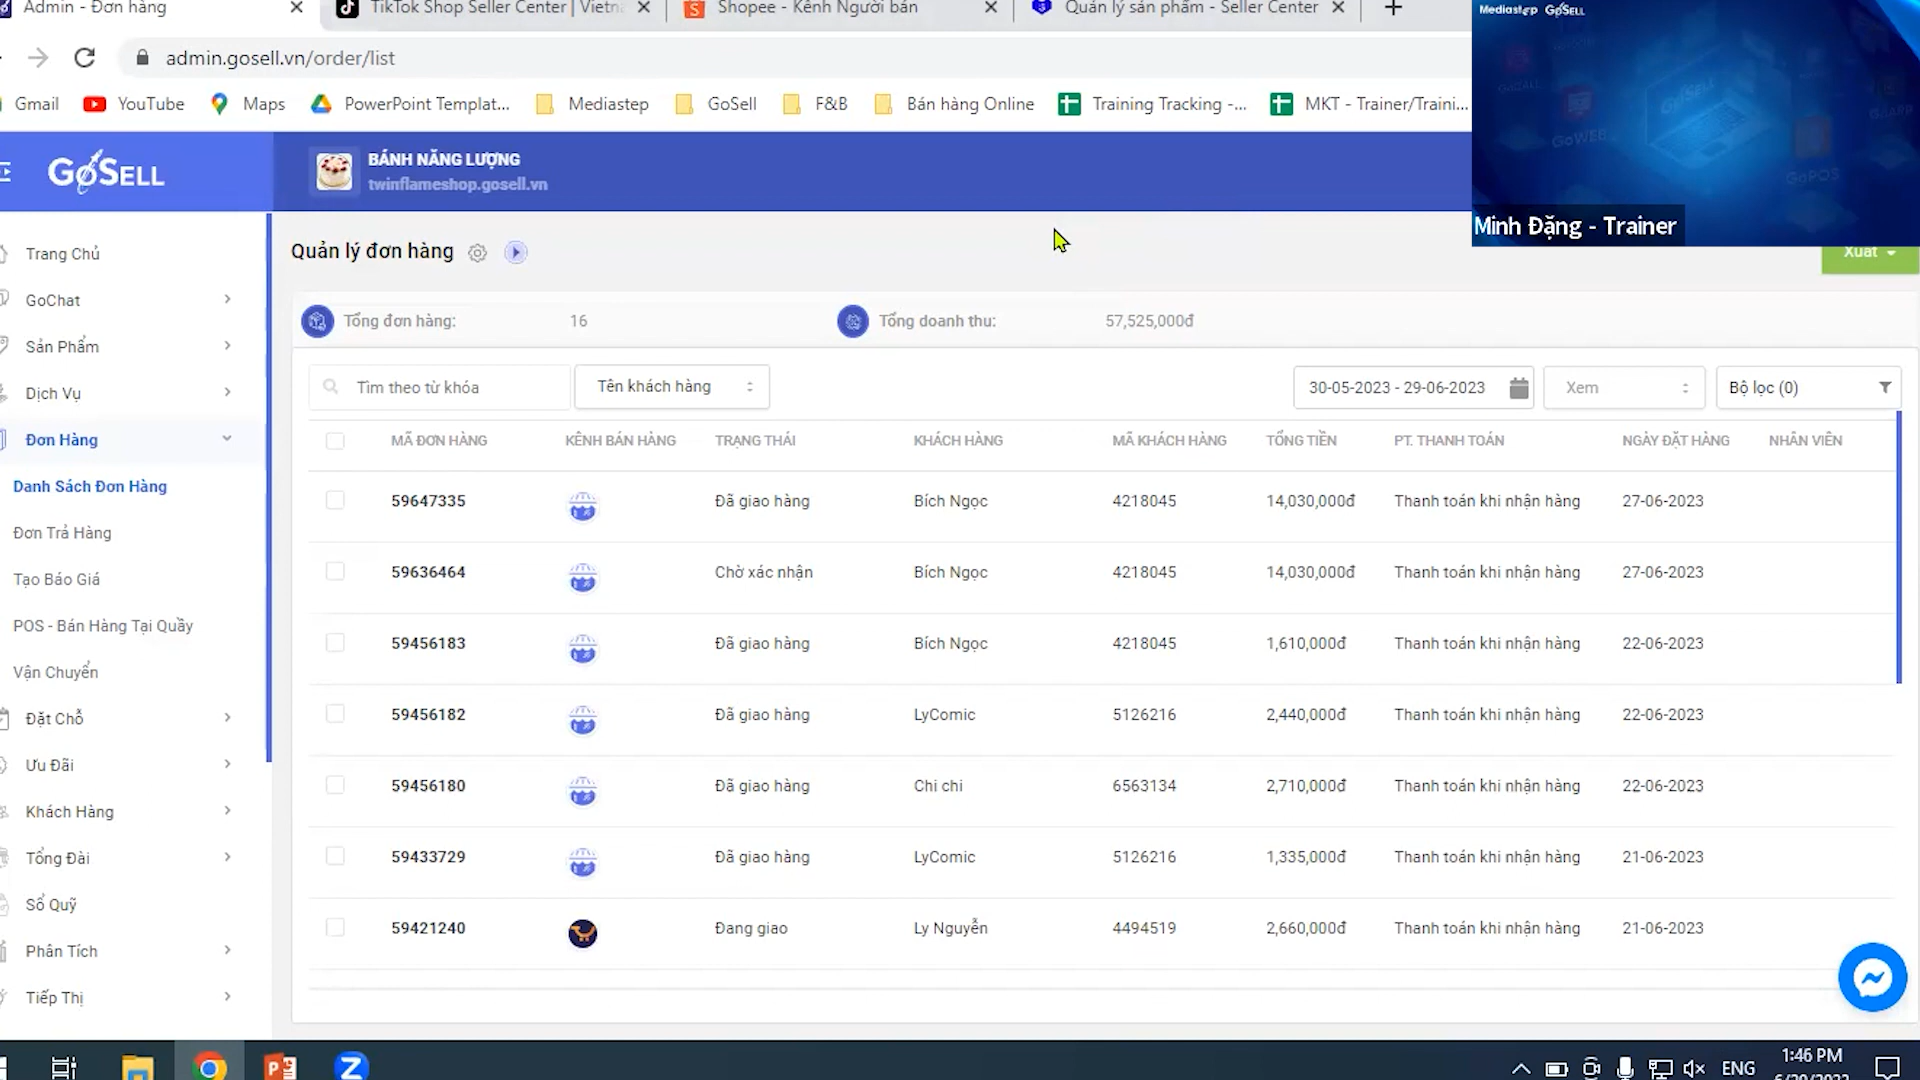 Admin - Đơn hàng
TikTok Shop Seller Center | Vietna
Shopee - Kênh Người bán
Quản lý sản phẩm - Seller Center
admin.gosell.vn/order/list
Gmail
YouTube
Maps
PowerPoint Templat...
Mediastep
GoSell
F&B
Bán hàng Online
Training Tracking -...
MKT - Trainer/Traini...
Mediastep GoSELL
GoWEB
GoPOS
Minh Đặng - Trainer
GoSELL
BÁNH NĂNG LƯỢNG
twinflameshop.gosell.vn
Trang Chủ
GoChat
Sản Phẩm
Dịch Vụ
Đơn Hàng
Danh Sách Đơn Hàng
Đơn Trả Hàng
Tạo Báo Giá
POS - Bán Hàng Tại Quầy
Vận Chuyển
Đặt Chỗ
Ưu Đãi
Khách Hàng
Tổng Đài
Sổ Quỹ
Phân Tích
Tiếp Thị
Quản lý đơn hàng
Xuất
Tổng đơn hàng: 16
Tổng doanh thu: 57,525,000đ
Tìm theo từ khóa
Tên khách hàng
30-05-2023 - 29-06-2023
Xem
Bộ lọc (0)
MÃ ĐƠN HÀNG KÊNH BÁN HÀNG TRẠNG THÁI KHÁCH HÀNG MÃ KHÁCH HÀNG TỔNG TIỀN PT. THANH TOÁN NGÀY ĐẶT HÀNG NHÂN VIÊN
59647335 Đã giao hàng Bích Ngọc 4218045 14,030,000đ Thanh toán khi nhận hàng 27-06-2023
59636464 Chờ xác nhận Bích Ngọc 4218045 14,030,000đ Thanh toán khi nhận hàng 27-06-2023
59456183 Đã giao hàng Bích Ngọc 4218045 1,610,000đ Thanh toán khi nhận hàng 22-06-2023
59456182 Đã giao hàng LyComic 5126216 2,440,000đ Thanh toán khi nhận hàng 22-06-2023
59456180 Đã giao hàng Chi chi 6563134 2,710,000đ Thanh toán khi nhận hàng 22-06-2023
59433729 Đã giao hàng LyComic 5126216 1,335,000đ Thanh toán khi nhận hàng 21-06-2023
59421240 Đang giao Ly Nguyễn 4494519 2,660,000đ Thanh toán khi nhận hàng 21-06-2023
ENG
1:46 PM